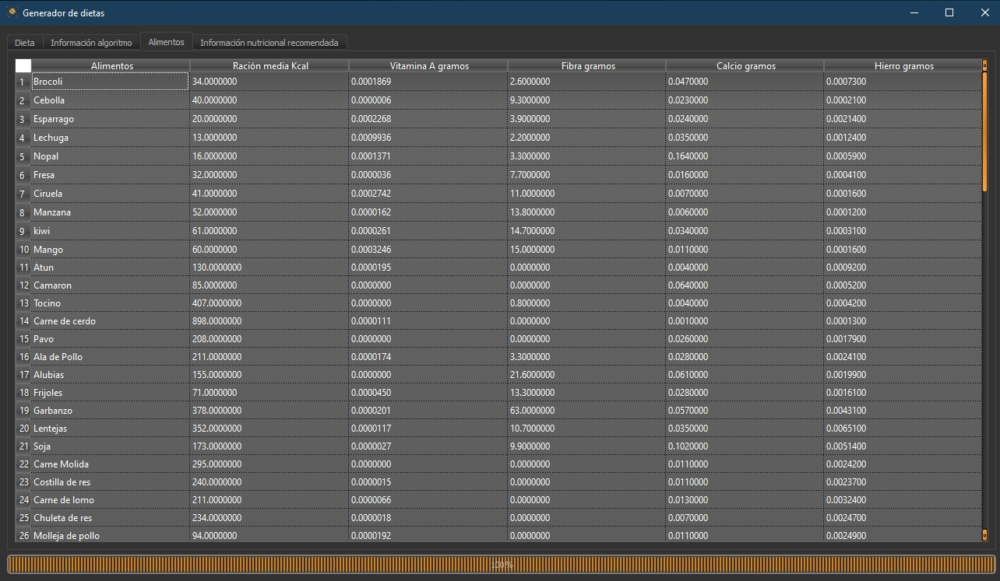 Generador de dietas
Dieta Información algoritmo Alimentos Información nutricional recomendada
Alimentos Ración media Kcal Vitamina A gramos Fibra gramos Calcio gramos Hierro gramos
1 Brocoli 34.0000000 0.0001869 2.6000000 0.0470000 0.0007300
2 Cebolla 40.0000000 0.0000006 9.3000000 0.0230000 0.0002100
3 Esparrago 20.0000000 0.0002268 3.9000000 0.0240000 0.0021400
4 Lechuga 13.0000000 0.0009936 2.2000000 0.0350000 0.0012400
5 Nopal 16.0000000 0.0001371 3.3000000 0.1640000 0.0005900
6 Fresa 32.0000000 0.0000036 7.7000000 0.0160000 0.0004100
7 Ciruela 41.0000000 0.0002742 11.0000000 0.0070000 0.0001600
8 Manzana 52.0000000 0.0000162 13.8000000 0.0060000 0.0001200
9 kiwi 61.0000000 0.0000261 14.7000000 0.0340000 0.0003100
10 Mango 60.0000000 0.0003246 15.0000000 0.0110000 0.0001600
11 Atun 130.0000000 0.0000195 0.0000000 0.0040000 0.0009200
12 Camaron 85.0000000 0.0000000 0.0000000 0.0640000 0.0005200
13 Tocino 407.0000000 0.0000000 0.8000000 0.0040000 0.0004200
14 Carne de cerdo 898.0000000 0.0000111 0.0000000 0.0010000 0.0001300
15 Pavo 208.0000000 0.0000000 0.0000000 0.0260000 0.0017900
16 Ala de Pollo 211.0000000 0.0000174 3.3000000 0.0280000 0.0024100
17 Alubias 155.0000000 0.0000000 21.6000000 0.0610000 0.0019900
18 Frijoles 71.0000000 0.0000450 13.3000000 0.0280000 0.0016100
19 Garbanzo 378.0000000 0.0000201 63.0000000 0.0570000 0.0043100
20 Lentejas 352.0000000 0.0000117 10.7000000 0.0350000 0.0065100
21 Soja 173.0000000 0.0000027 9.9000000 0.1020000 0.0051400
22 Carne Molida 295.0000000 0.0000000 0.0000000 0.0110000 0.0024200
23 Costilla de res 240.0000000 0.0000015 0.0000000 0.0110000 0.0023700
24 Carne de lomo 211.0000000 0.0000066 0.0000000 0.0130000 0.0032400
25 Chuleta de res 234.0000000 0.0000018 0.0000000 0.0070000 0.0024700
26 Molleja de pollo 94.0000000 0.0000192 0.0000000 0.0110000 0.0024900
100%